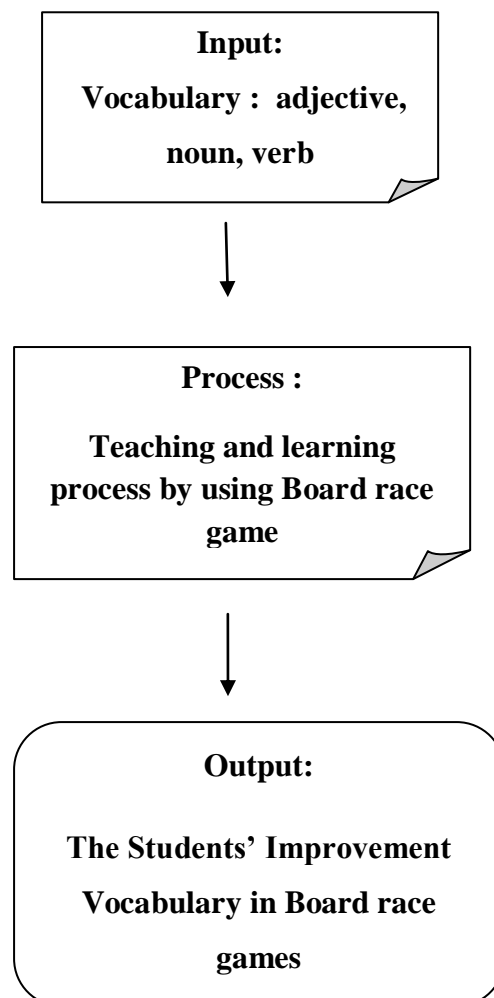 Input:
Vocabulary : adjective,
noun, verb
Process :
Teaching and learning
process by using Board race
game
Output:
The Students’ Improvement
Vocabulary in Board race
games